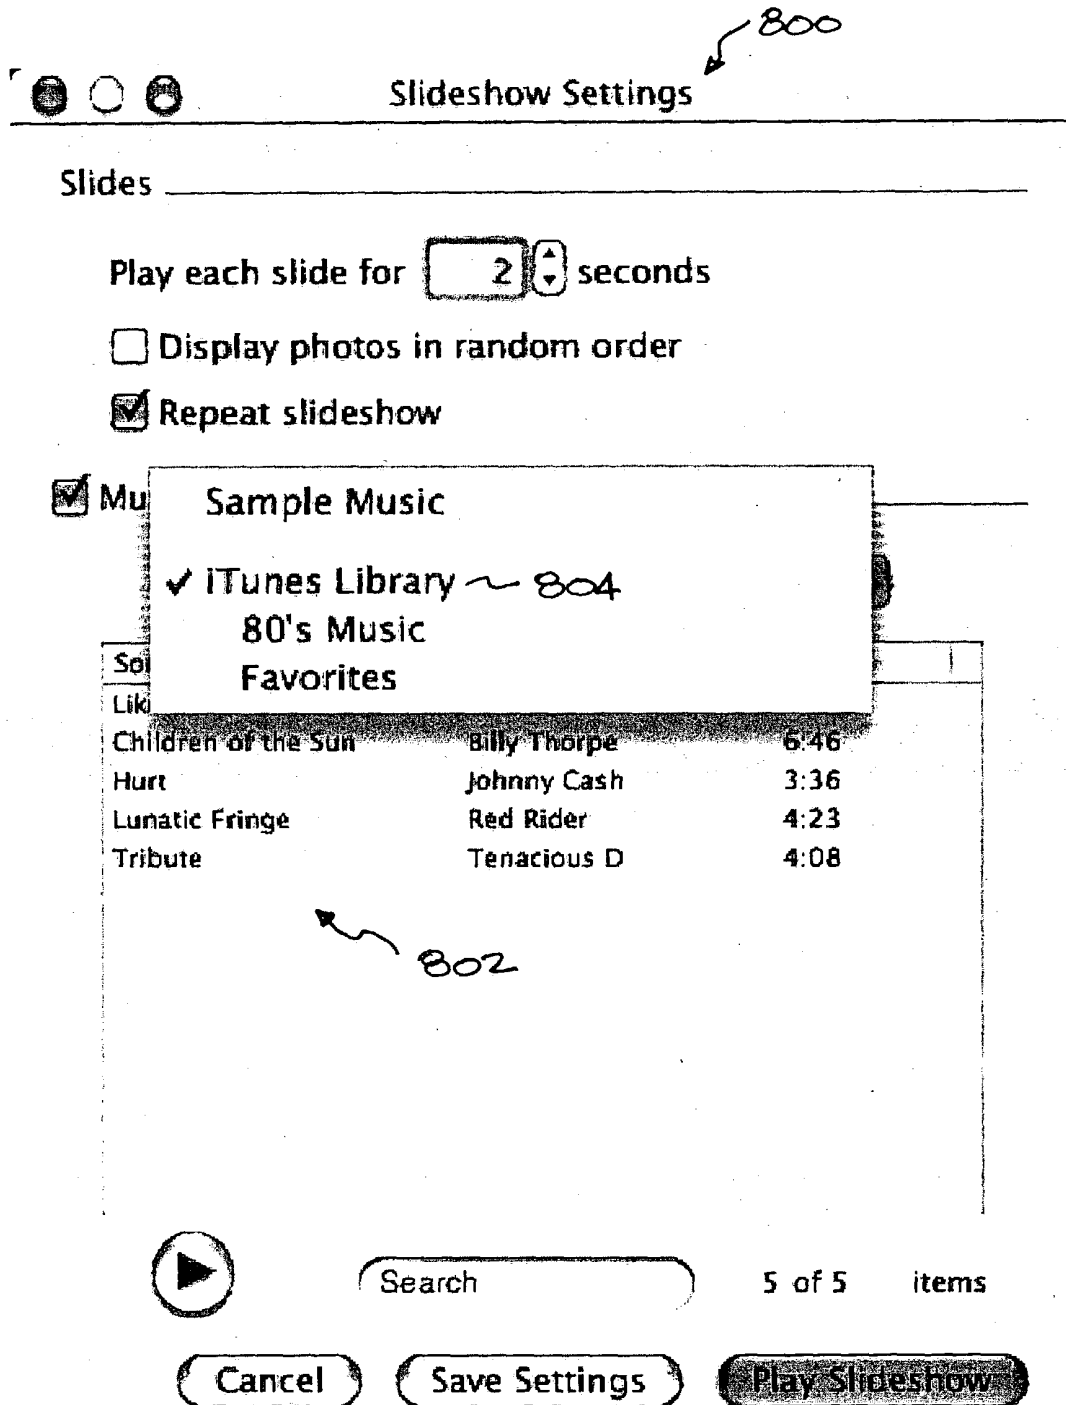 800
Slideshow Settings
Slides
Play each slide for 2 seconds
Display photos in random order
Repeat slideshow
Mu
Sample Music
✓ iTunes Library ~ 804
80's Music
Favorites
So
Lik
Children of the Sun Billy Thorpe 6:46
Hurt Johnny Cash 3:36
Lunatic Fringe Red Rider 4:23
Tribute Tenacious D 4:08
802
Search 5 of 5 items
Cancel Save Settings Play Slideshow